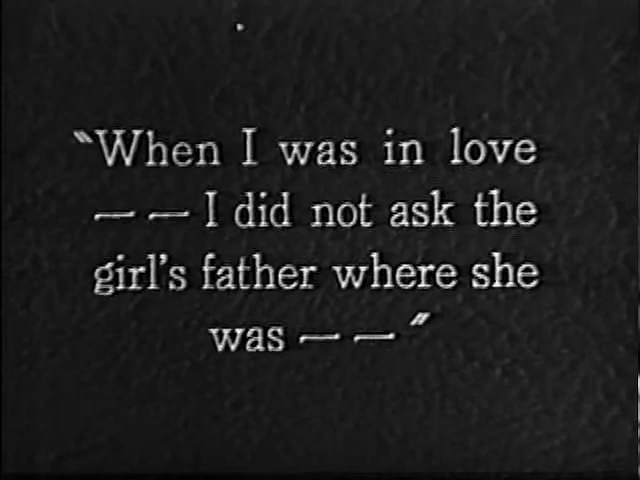 "When I was in love
— — I did not ask the
girl's father where she
was — — "